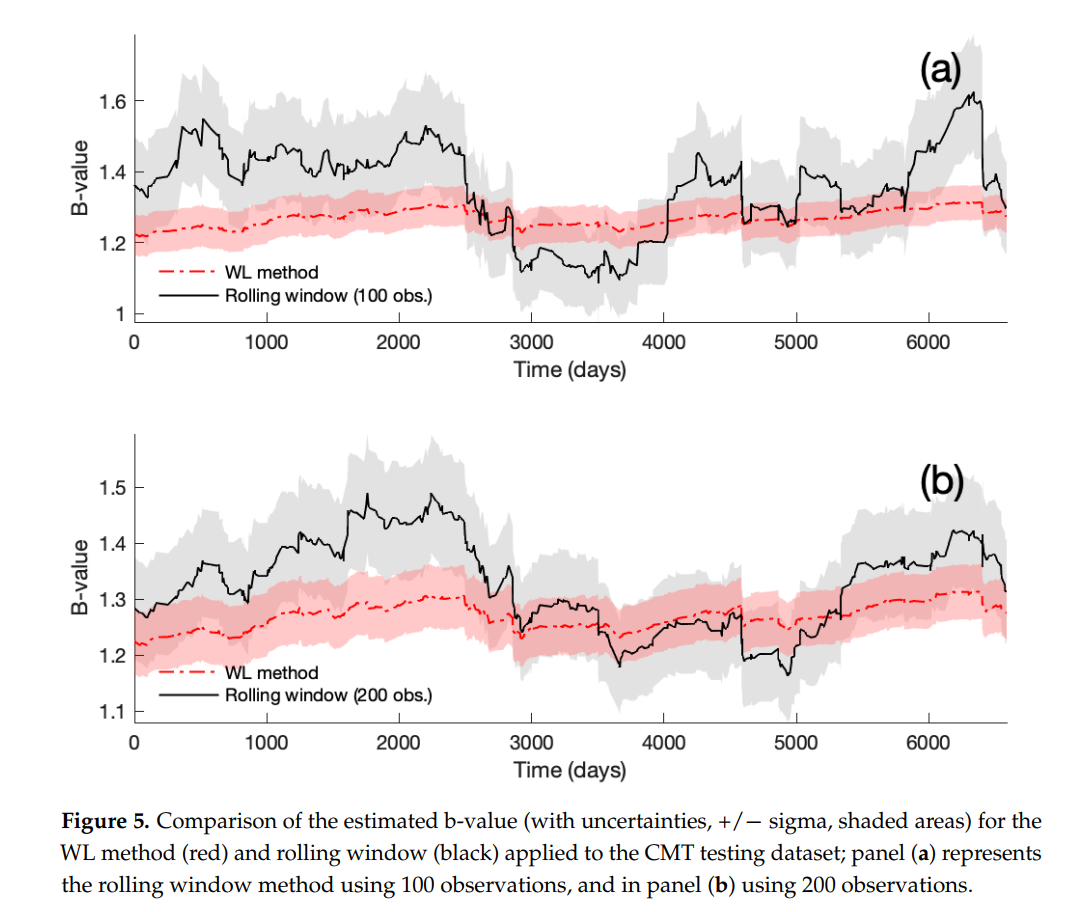 (a)
1.6
1.4
1.2
1
B-value
WL method
Rolling window (100 obs.)
0 1000 2000 3000 4000 5000 6000
Time (days)
(b)
1.5
1.4
1.3
1.2
1.1
B-value
WL method
Rolling window (200 obs.)
0 1000 2000 3000 4000 5000 6000
Time (days)
Figure 5. Comparison of the estimated b-value (with uncertainties, +/− sigma, shaded areas) for the
WL method (red) and rolling window (black) applied to the CMT testing dataset; panel (a) represents
the rolling window method using 100 observations, and in panel (b) using 200 observations.